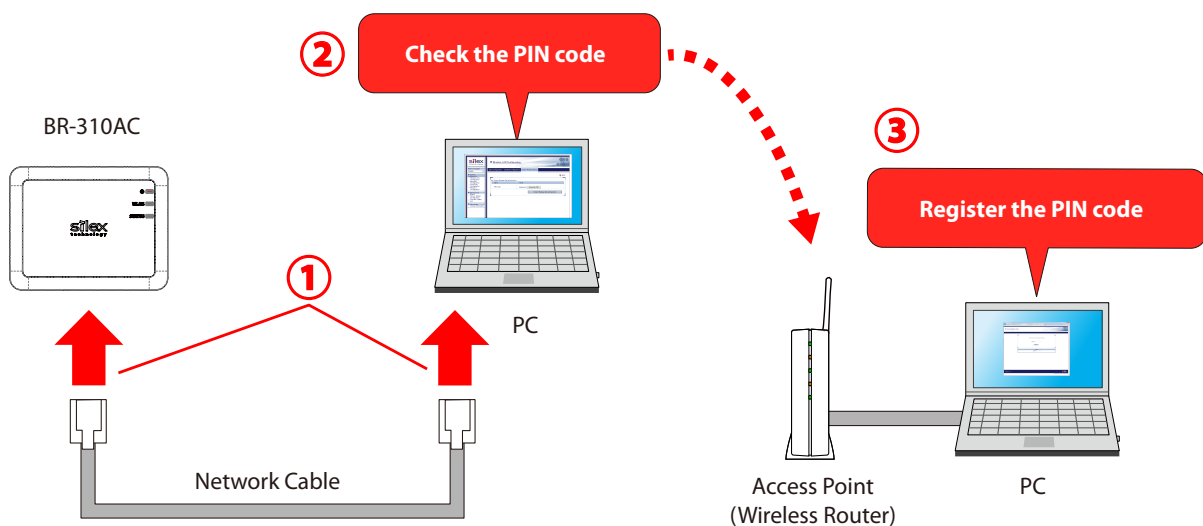 ②
Check the PIN code
BR-310AC
silex
technology
silex
③
Register the PIN code
①
PC
Network Cable
Access Point
(Wireless Router)
PC